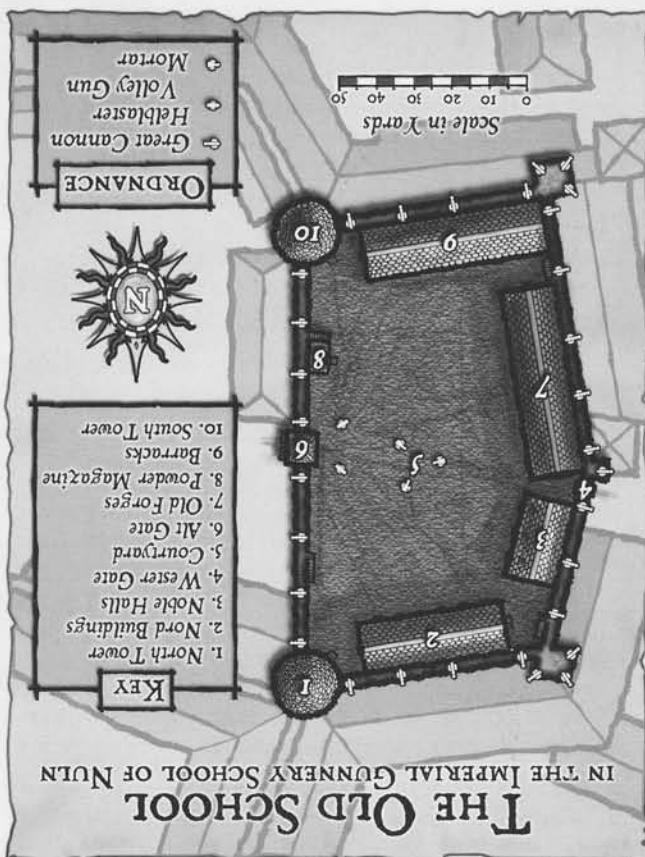 THE OLD SCHOOL
IN THE IMPERIAL GUNNERY SCHOOL OF NULN
KEY
1. North Tower
2. Nord Buildings
3. Noble Halls
4. Wester Gate
5. Courtyard
6. Alt Gate
7. Old Forges
8. Powder Magazine
9. Barracks
10. South Tower
N
ORDNANCE
Great Cannon
Helblaster
Volley Gun
Mortar
1
2
3
4
5
6
7
8
9
10
Scale in Yards
0 10 20 30 40 50